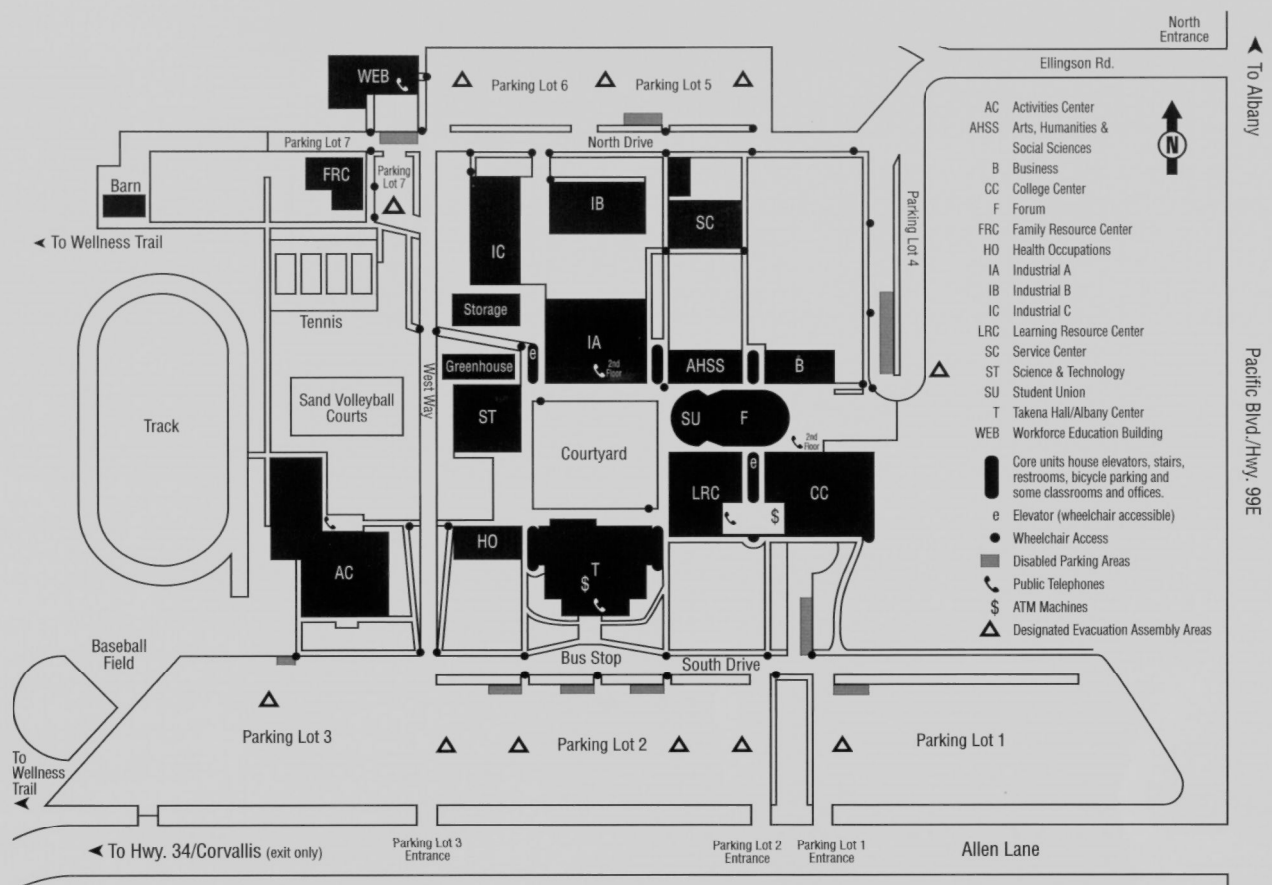 North
Entrance
Ellingson Rd.
To Albany
WEB
Parking Lot 6
Parking Lot 5
Parking Lot 7
North Drive
FRC
Parking
Lot 7
Barn
To Wellness Trail
IB
SC
IC
Parking Lot 4
Storage
Tennis
IA
2nd
Floor
e
AHSS
B
Greenhouse
West Way
Sand Volleyball
Courts
ST
SU
F
2nd
Floor
Track
Courtyard
e
LRC
CC
$
HO
T
$
AC
Baseball
Field
Bus Stop
South Drive
Parking Lot 3
Parking Lot 2
Parking Lot 1
To
Wellness
Trail
To Hwy. 34/Corvallis (exit only)
Parking Lot 3
Entrance
Parking Lot 2
Entrance
Parking Lot 1
Entrance
Allen Lane
Pacific Blvd./Hwy. 99E
N
AC Activities Center
AHSS Arts, Humanities &
Social Sciences
B Business
CC College Center
F Forum
FRC Family Resource Center
HO Health Occupations
IA Industrial A
IB Industrial B
IC Industrial C
LRC Learning Resource Center
SC Service Center
ST Science & Technology
SU Student Union
T Takena Hall/Albany Center
WEB Workforce Education Building
Core units house elevators, stairs,
restrooms, bicycle parking and
some classrooms and offices.
e Elevator (wheelchair accessible)
Wheelchair Access
Disabled Parking Areas
Public Telephones
$ ATM Machines
Designated Evacuation Assembly Areas